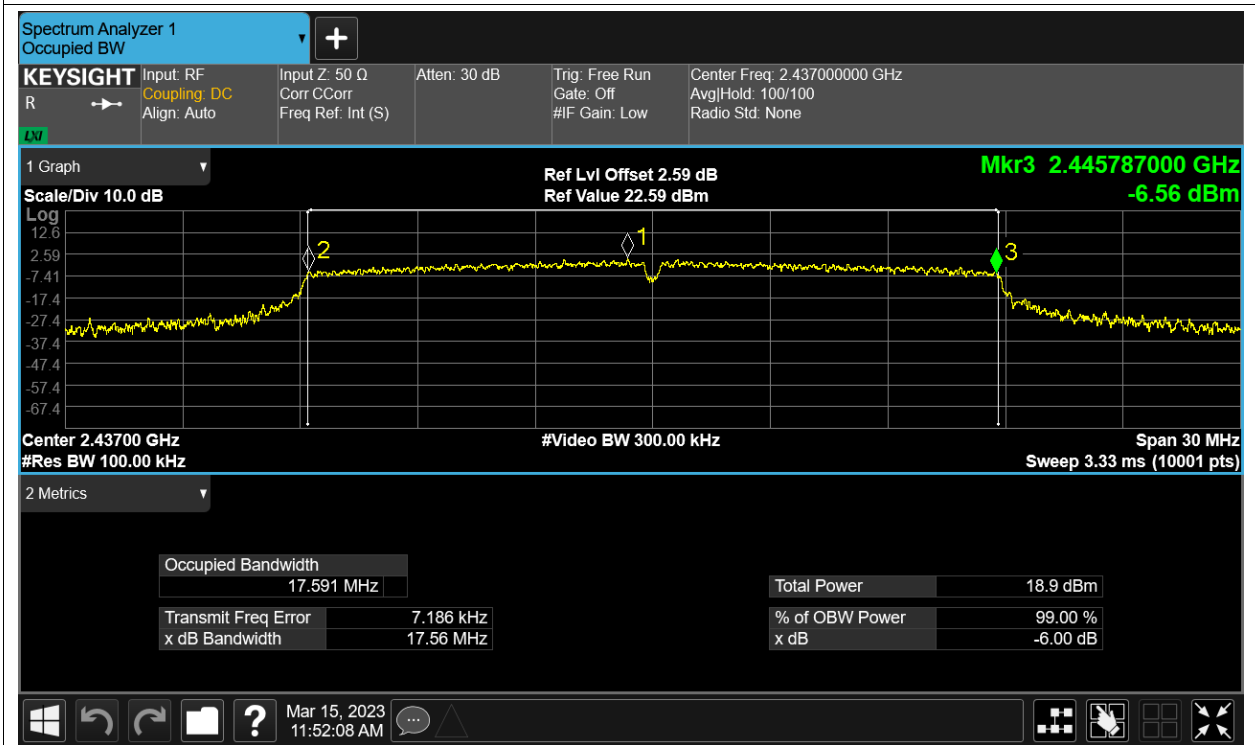 Spectrum Analyzer 1
Occupied BW
KEYSIGHT
R
LXI
Input: RF
Coupling: DC
Align: Auto
Input Z: 50 Ω
Corr CCorr
Freq Ref: Int (S)
Atten: 30 dB
Trig: Free Run
Gate: Off
#IF Gain: Low
Center Freq: 2.437000000 GHz
Avg|Hold: 100/100
Radio Std: None
1 Graph
Scale/Div 10.0 dB
Ref Lvl Offset 2.59 dB
Ref Value 22.59 dBm
Mkr3 2.445787000 GHz
-6.56 dBm
Log
12.6
2.59
-7.41
-17.4
-27.4
-37.4
-47.4
-57.4
-67.4
2
1
3
Center 2.43700 GHz
#Res BW 100.00 kHz
#Video BW 300.00 kHz
Span 30 MHz
Sweep 3.33 ms (10001 pts)
2 Metrics
Occupied Bandwidth
17.591 MHz
Transmit Freq Error 7.186 kHz
x dB Bandwidth 17.56 MHz
Total Power 18.9 dBm
% of OBW Power 99.00 %
x dB -6.00 dB
?
Mar 15, 2023
11:52:08 AM